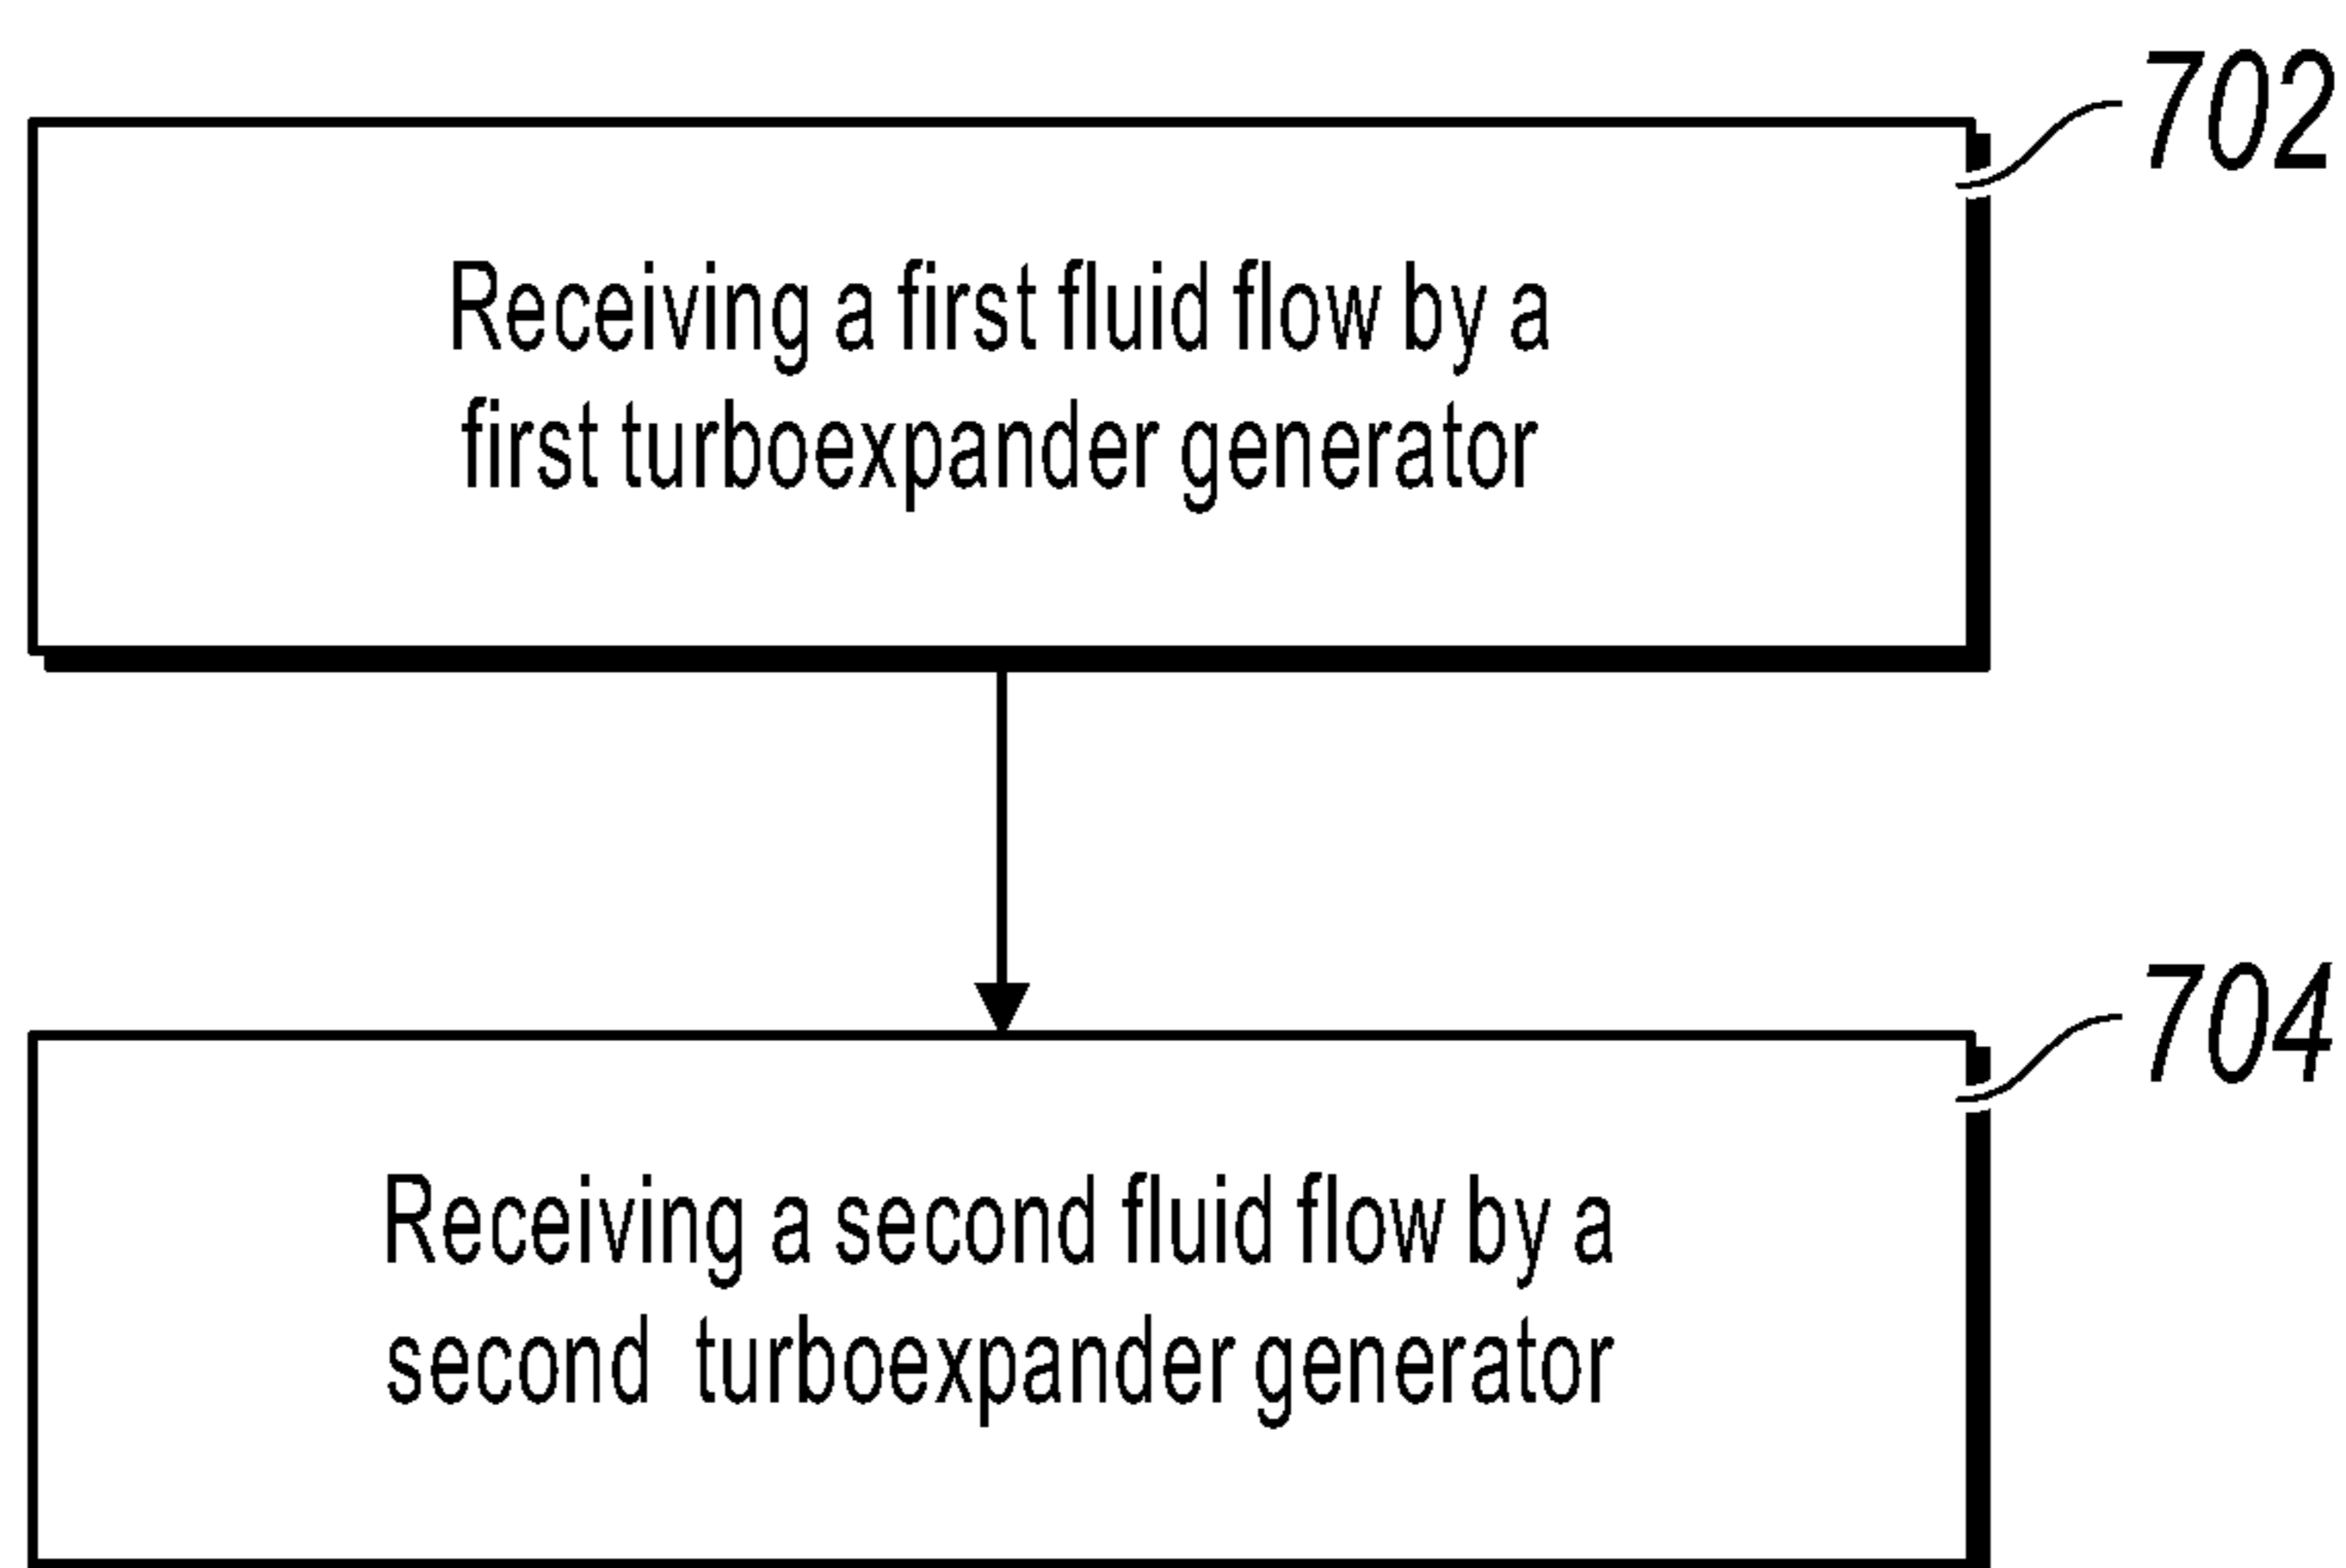 702
Receiving a first fluid flow by a
first turboexpander generator
704
Receiving a second fluid flow by a
second turboexpander generator